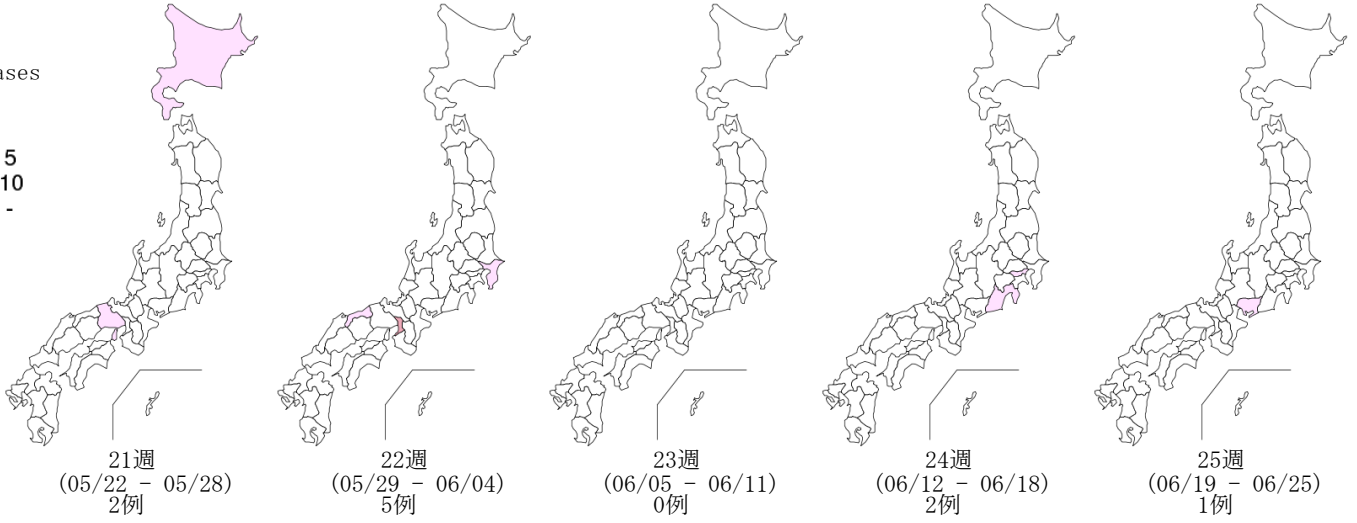 ases
5
10
-
21週
(05/22 - 05/28)
2例
22週
(05/29 - 06/04)
5例
23週
(06/05 - 06/11)
0例
24週
(06/12 - 06/18)
2例
25週
(06/19 - 06/25)
1例